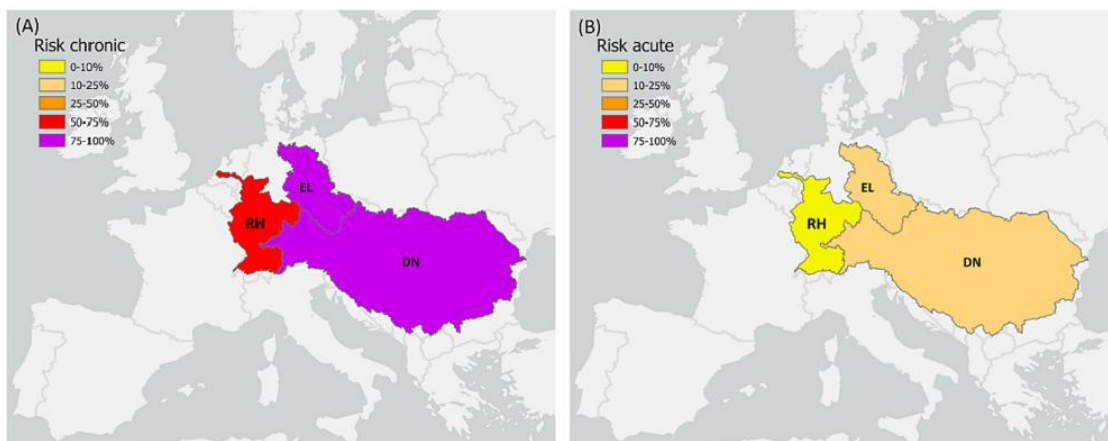 (A)
Risk chronic
0-10%
10-25%
25-50%
50-75%
75-100%
EL
RH
DN
(B)
Risk acute
0-10%
10-25%
25-50%
50-75%
75-100%
EL
RH
DN